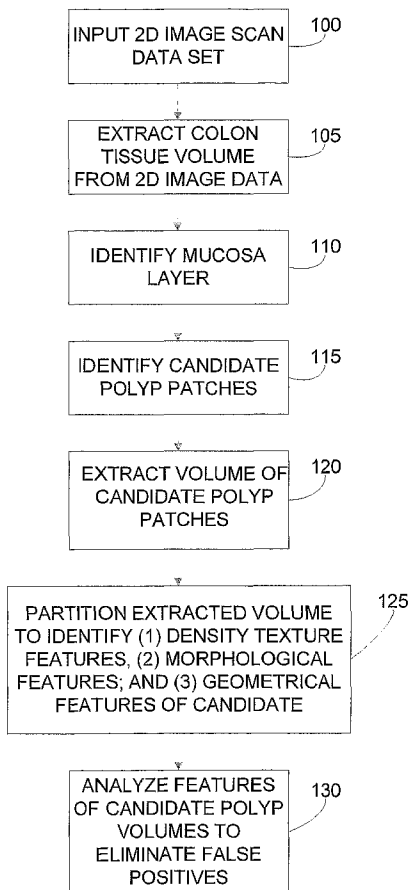 INPUT 2D IMAGE SCAN
DATA SET
100
EXTRACT COLON
TISSUE VOLUME
FROM 2D IMAGE DATA
105
IDENTIFY MUCOSA
LAYER
110
IDENTIFY CANDIDATE
POLYP PATCHES
115
EXTRACT VOLUME OF
CANDIDATE POLYP
PATCHES
120
PARTITION EXTRACTED VOLUME
TO IDENTIFY (1) DENSITY TEXTURE
FEATURES, (2) MORPHOLOGICAL
FEATURES; AND (3) GEOMETRICAL
FEATURES OF CANDIDATE
125
ANALYZE FEATURES
OF CANDIDATE POLYP
VOLUMES TO
ELIMINATE FALSE
POSITIVES
130